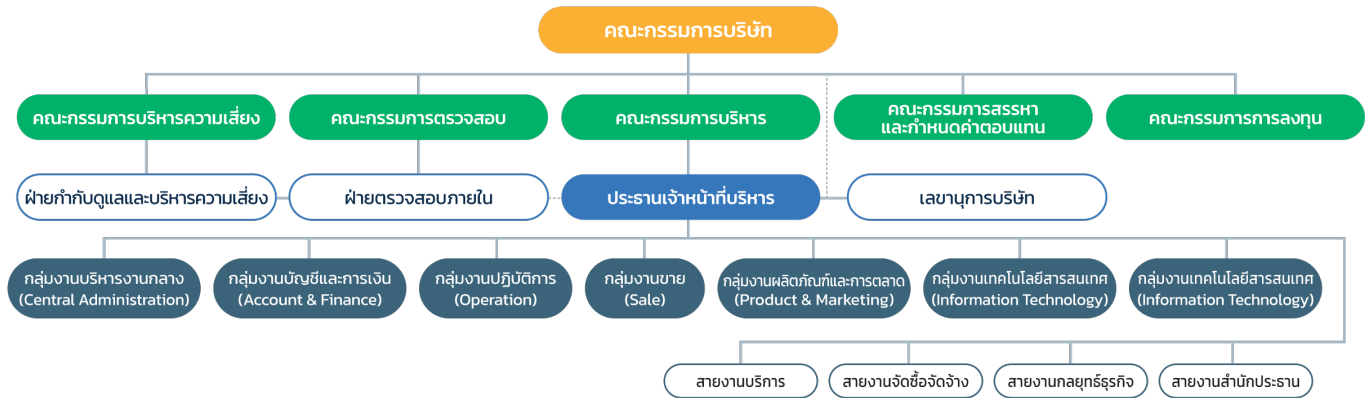 คณะกรรมการบริษัท
คณะกรรมการบริหารความเสี่ยง
คณะกรรมการตรวจสอบ
คณะกรรมการบริหาร
คณะกรรมการสรรหา
และกำหนดค่าตอบแทน
คณะกรรมการการลงทุน
ฝ่ายกำกับดูแลและบริหารความเสี่ยง
ฝ่ายตรวจสอบภายใน
ประธานเจ้าหน้าที่บริหาร
เลขานุการบริษัท
กลุ่มงานบริหารงานกลาง
(Central Administration)
กลุ่มงานบัญชีและการเงิน
(Account & Finance)
กลุ่มงานปฏิบัติการ
(Operation)
กลุ่มงานขาย
(Sale)
กลุ่มงานผลิตภัณฑ์และการตลาด
(Product & Marketing)
กลุ่มงานเทคโนโลยีสารสนเทศ
(Information Technology)
กลุ่มงานเทคโนโลยีสารสนเทศ
(Information Technology)
สายงานบริการ
สายงานจัดซื้อจัดจ้าง
สายงานกลยุทธ์ธุรกิจ
สายงานสำนักประธาน